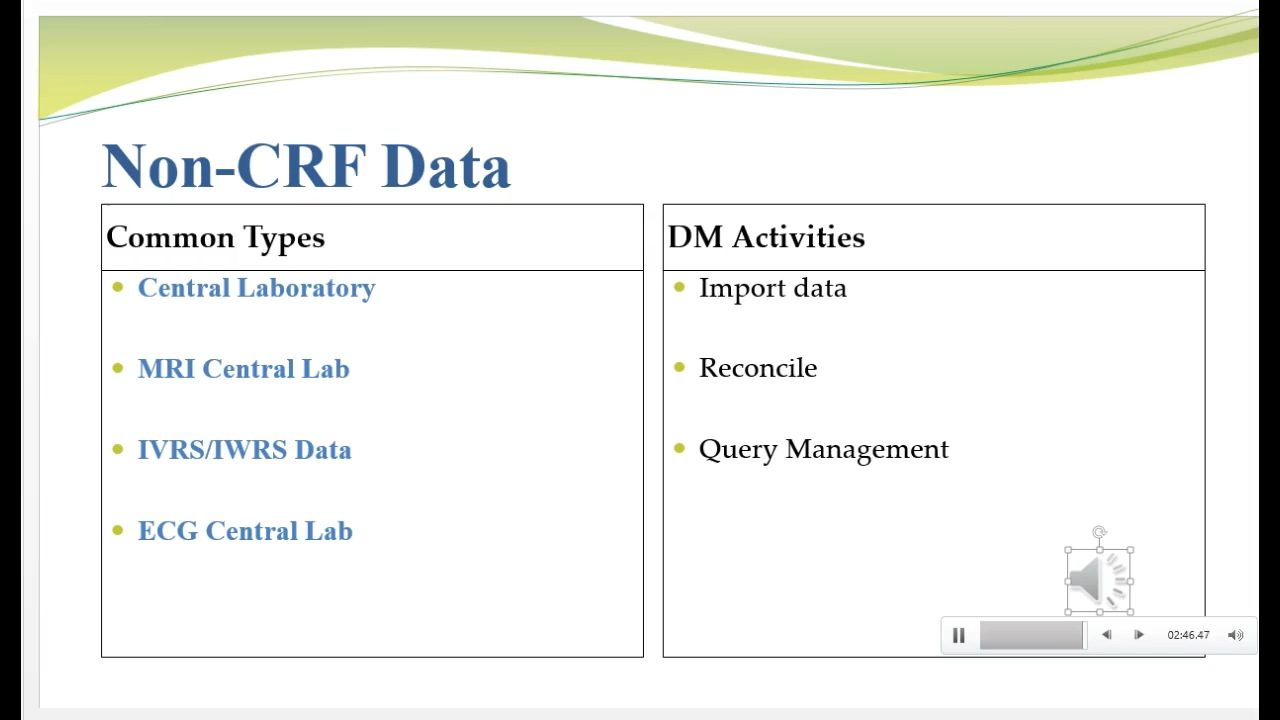 Non-CRF Data
Common Types
Central Laboratory
MRI Central Lab
IVRS/IWRS Data
ECG Central Lab
DM Activities
Import data
Reconcile
Query Management
02:46.47